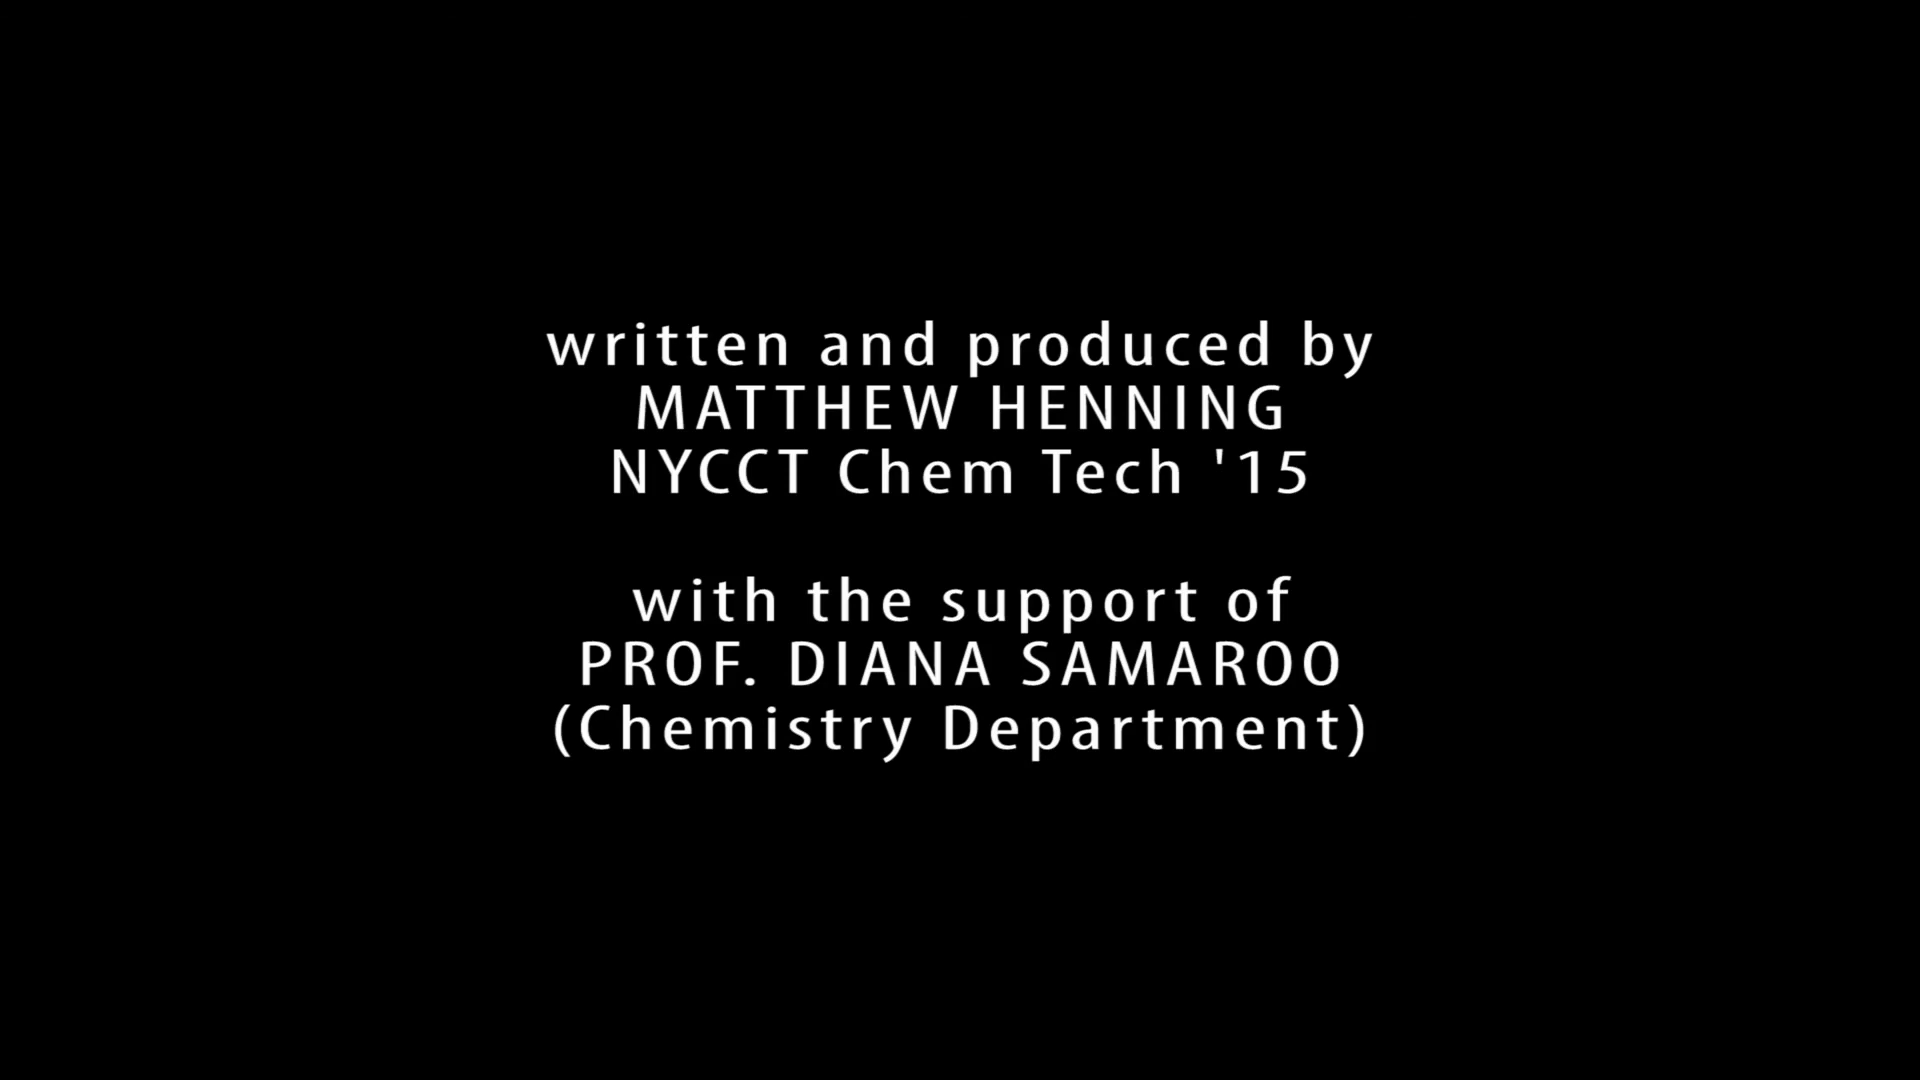 written and produced by
MATTHEW HENNING
NYCCT Chem Tech '15
with the support of
PROF. DIANA SAMAROO
(Chemistry Department)